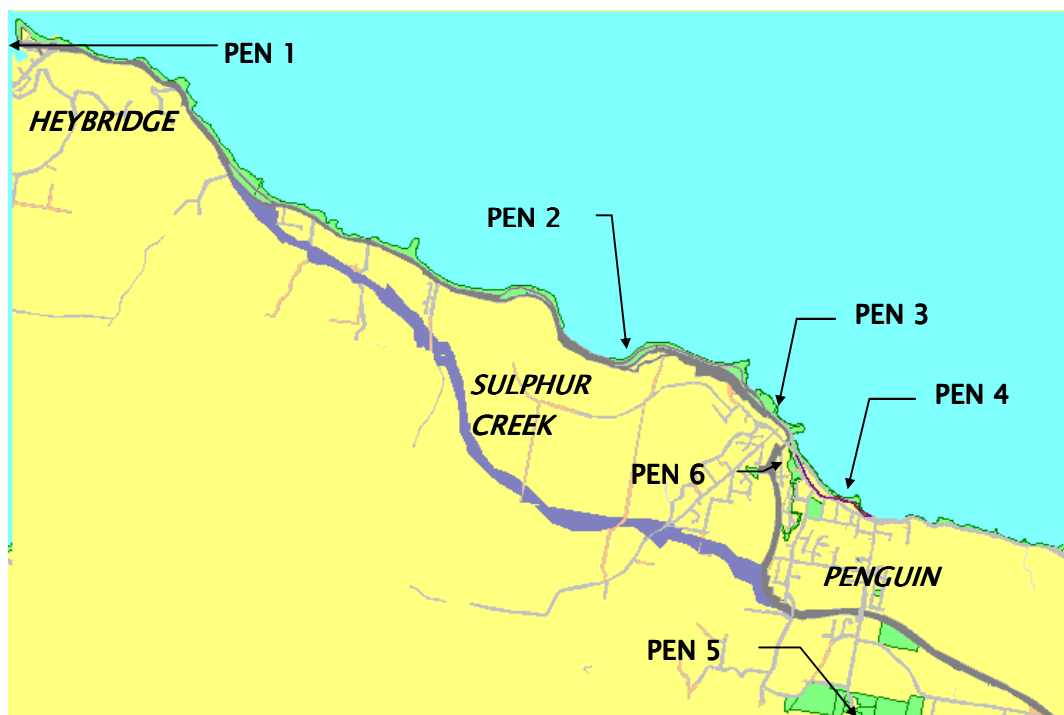 PEN 1
HEYBRIDGE
PEN 2
PEN 3
SULPHUR
CREEK
PEN 4
PEN 6
PENGUIN
PEN 5